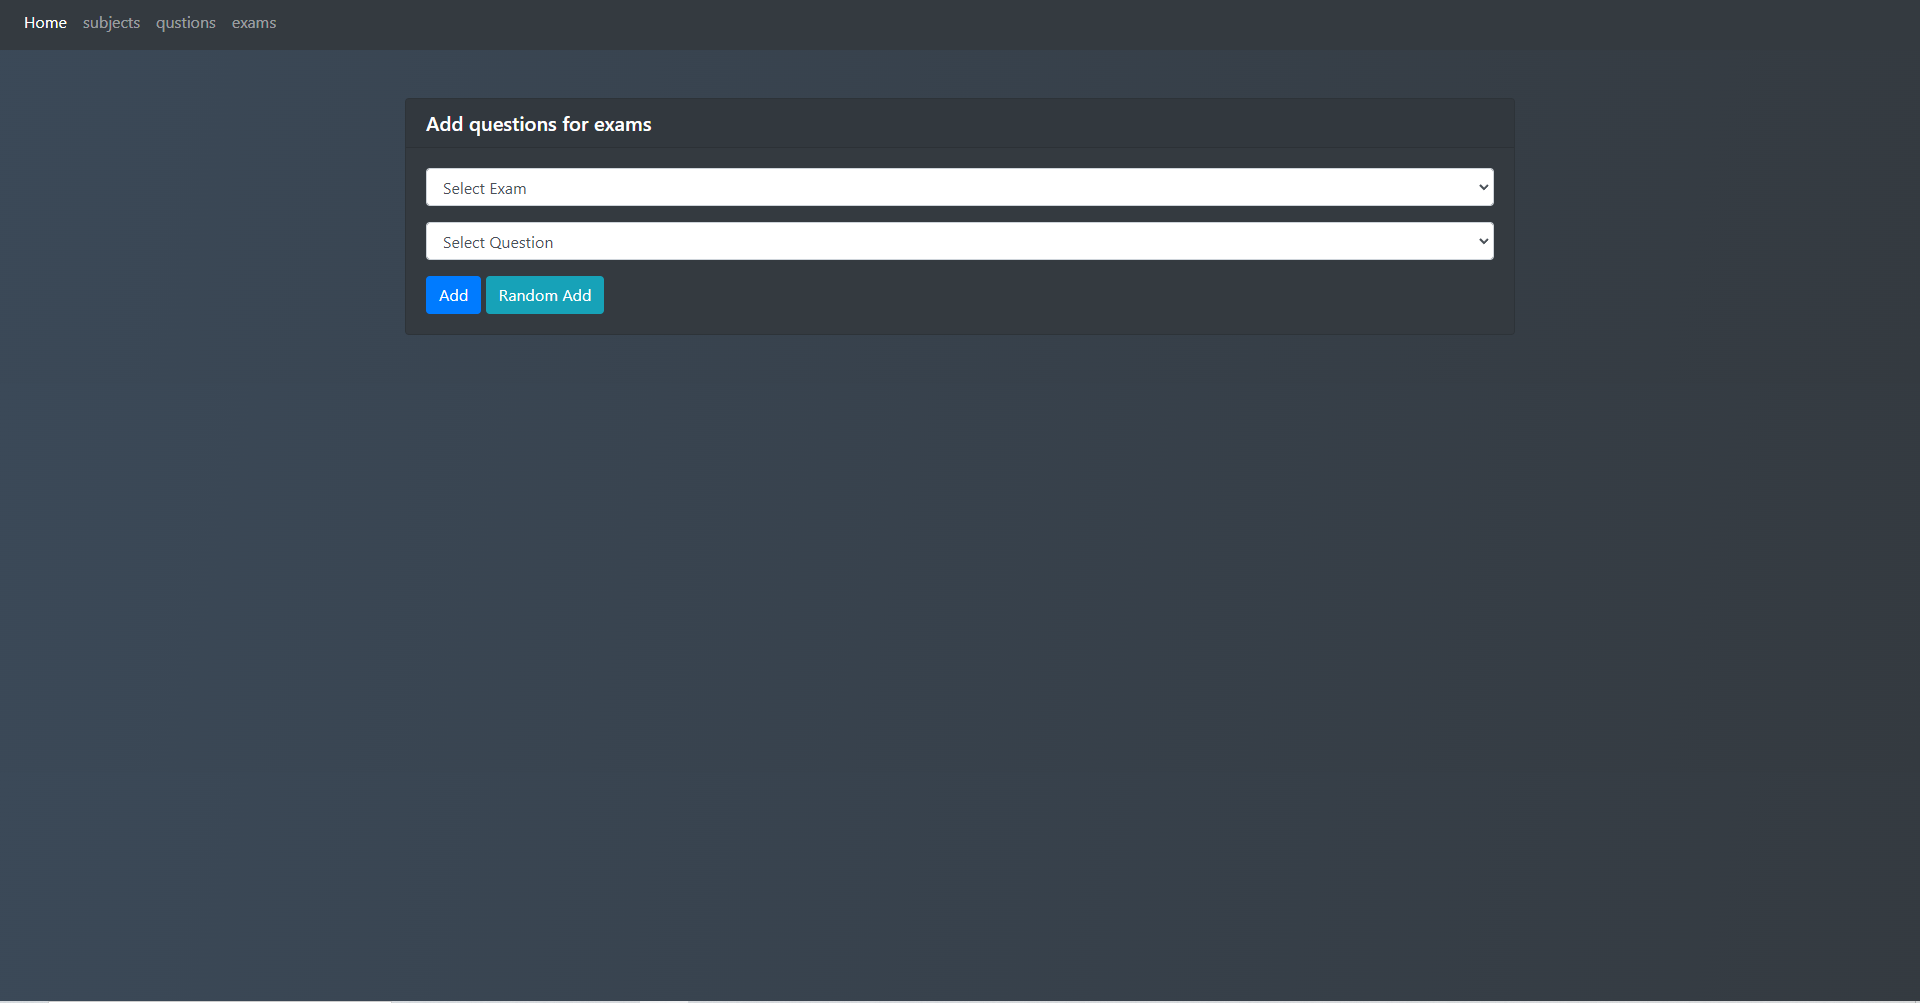 Home subjects qustions exams
Add questions for exams
Select Exam
Select Question
Add Random Add